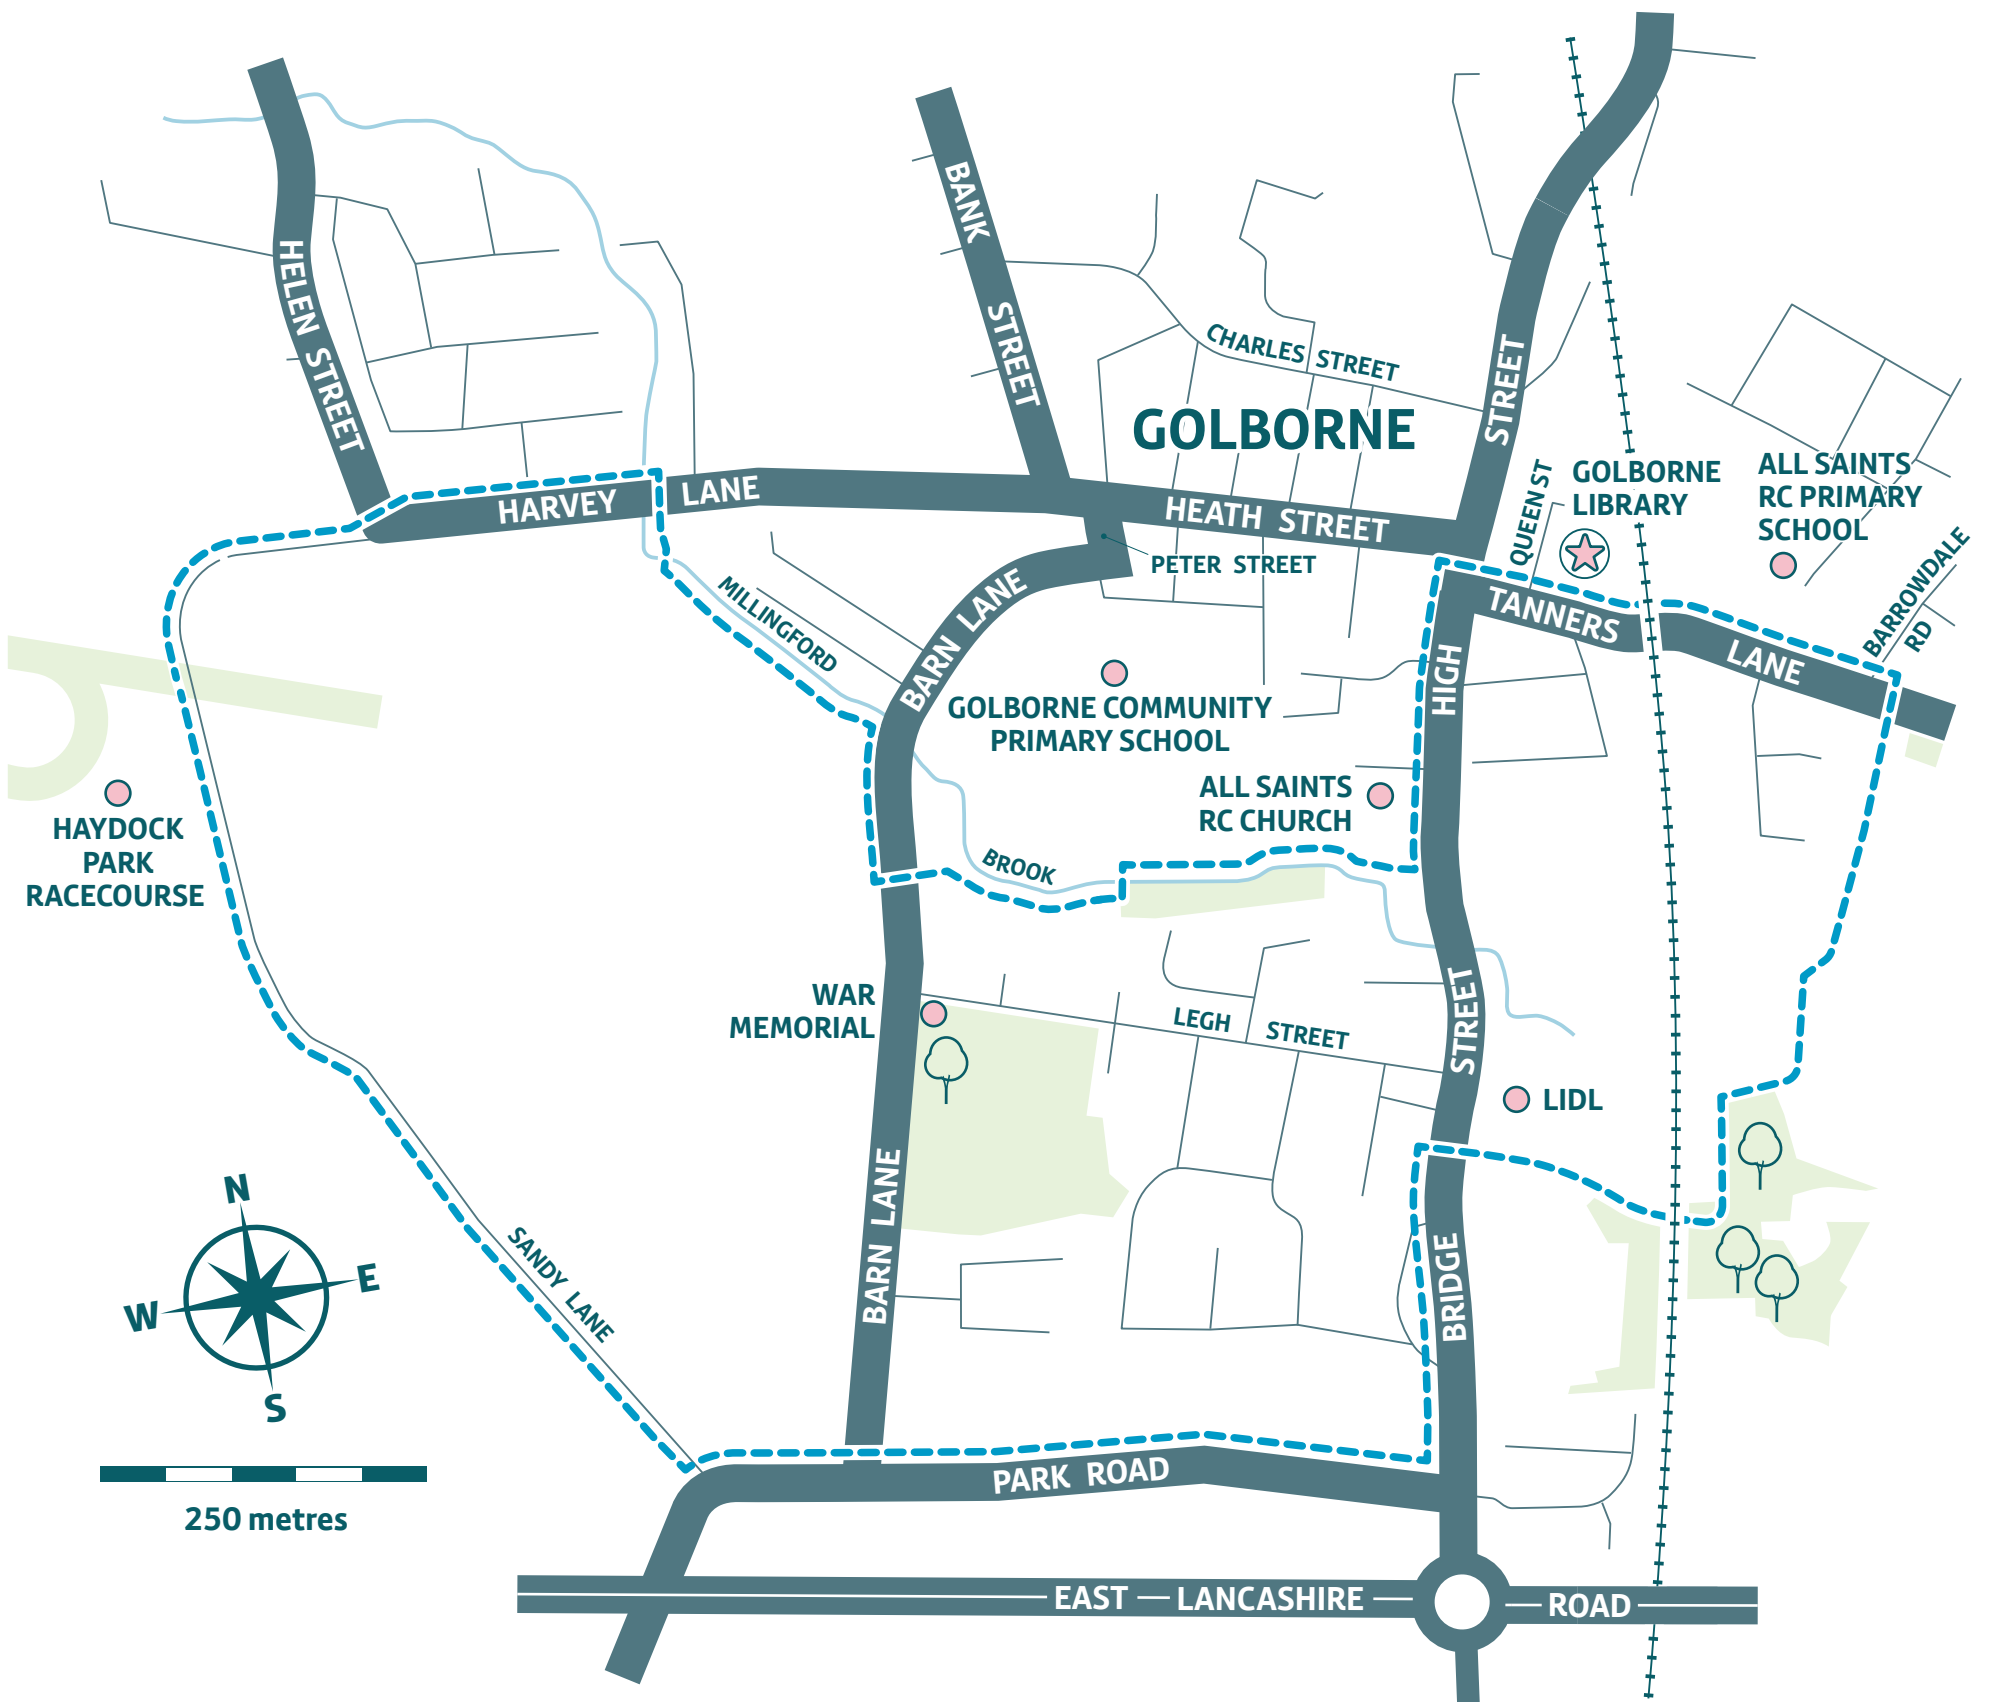 HELEN STREET
BANK STREET
CHARLES STREET
GOLBORNE
STREET
HARVEY LANE
HEATH STREET
PETER STREET
QUEEN ST
GOLBORNE
LIBRARY
ALL SAINTS
RC PRIMARY
SCHOOL
BARROWDALE
RD
TANNERS LANE
MILLINGFORD
BARN LANE
HIGH
GOLBORNE COMMUNITY
PRIMARY SCHOOL
ALL SAINTS
RC CHURCH
HAYDOCK
PARK
RACECOURSE
BROOK
WAR
MEMORIAL
LEGH STREET
STREET
LIDL
BARN LANE
BRIDGE
SANDY LANE
N
E
W
S
250 metres
PARK ROAD
EAST LANCASHIRE ROAD